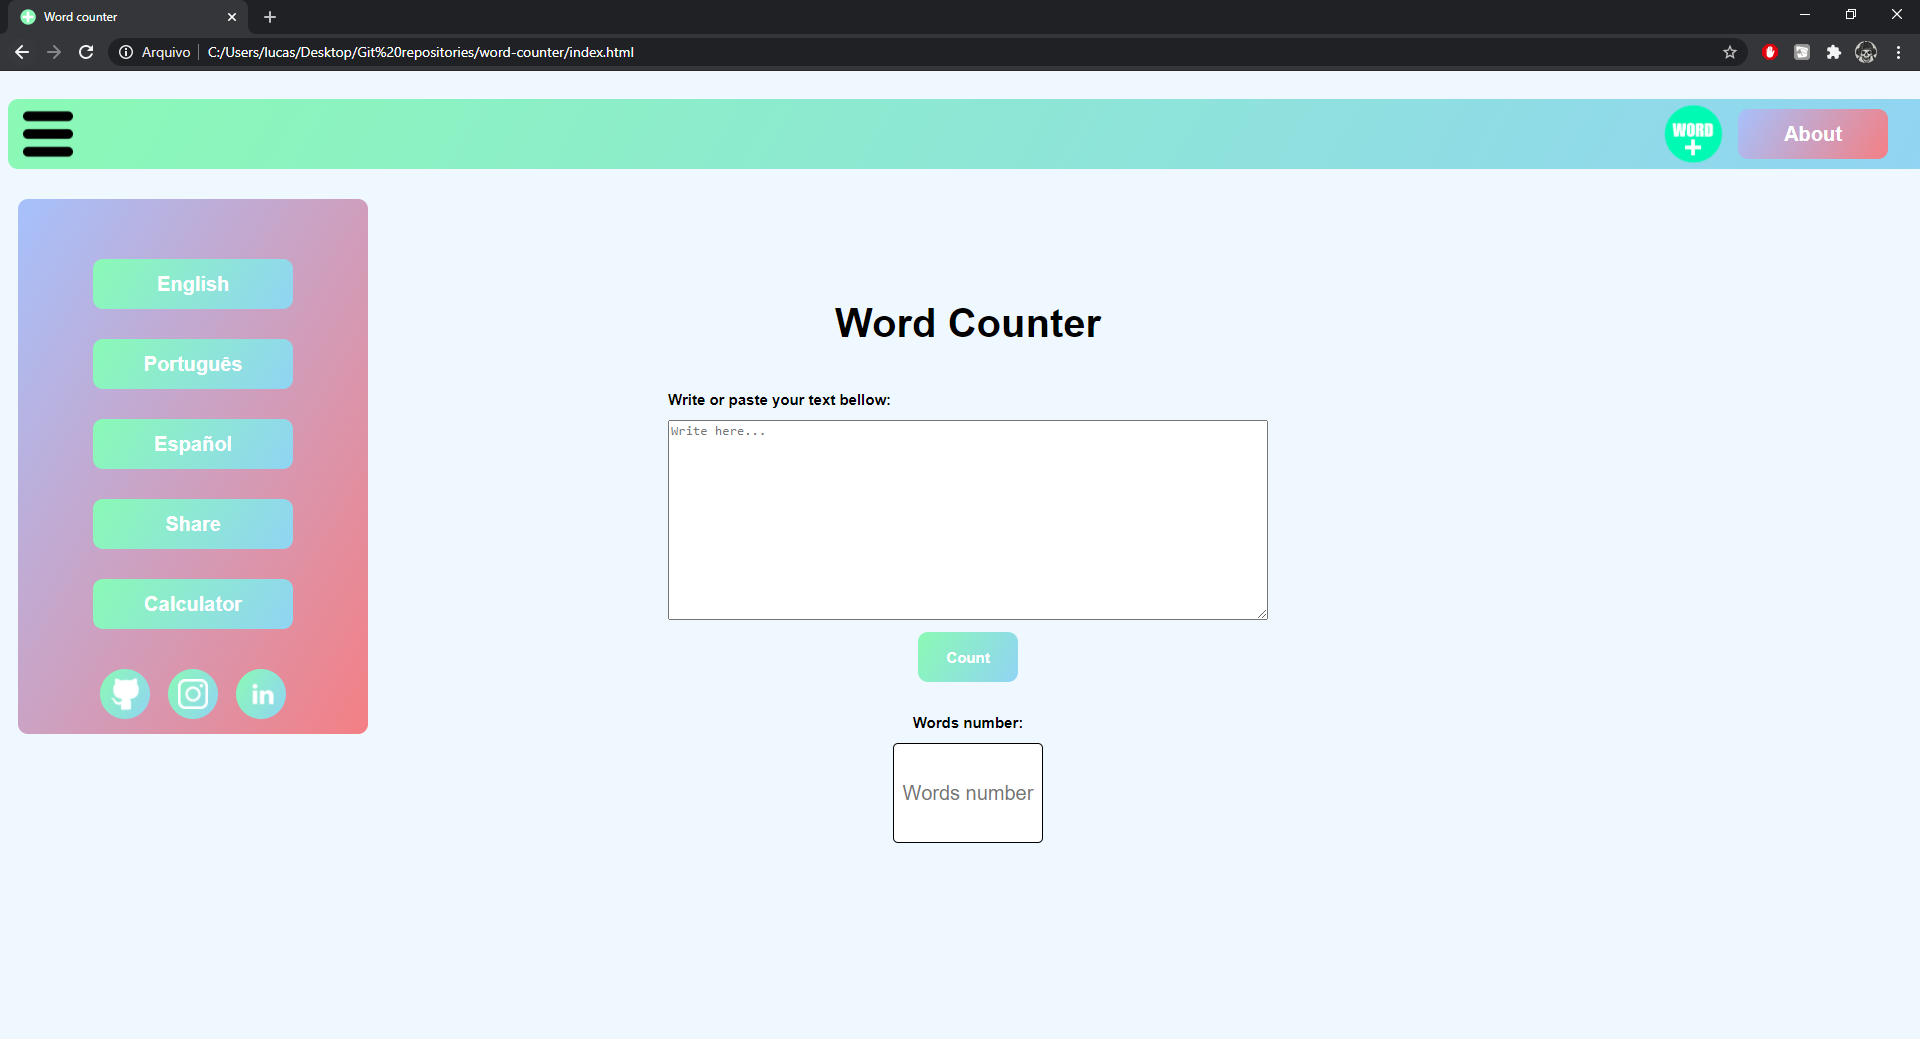 Word counter
Arquivo C:/Users/lucas/Desktop/Git%20repositories/word-counter/index.html
WORD
About
English
Português
Español
Share
Calculator
in
Word Counter
Write or paste your text bellow:
Write here...
Count
Words number:
Words number